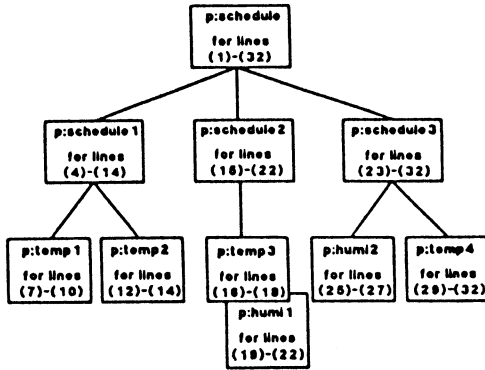 p:schedule
for lines
(1)-(32)
p:schedule1
for lines
(4)-(14)
p:schedule2
for lines
(15)-(22)
p:schedule3
for lines
(23)-(32)
p:temp1
for lines
(7)-(10)
p:temp2
for lines
(12)-(14)
p:temp3
for lines
(16)-(18)
p:humi1
for lines
(19)-(22)
p:humi2
for lines
(25)-(27)
p:temp4
for lines
(29)-(32)